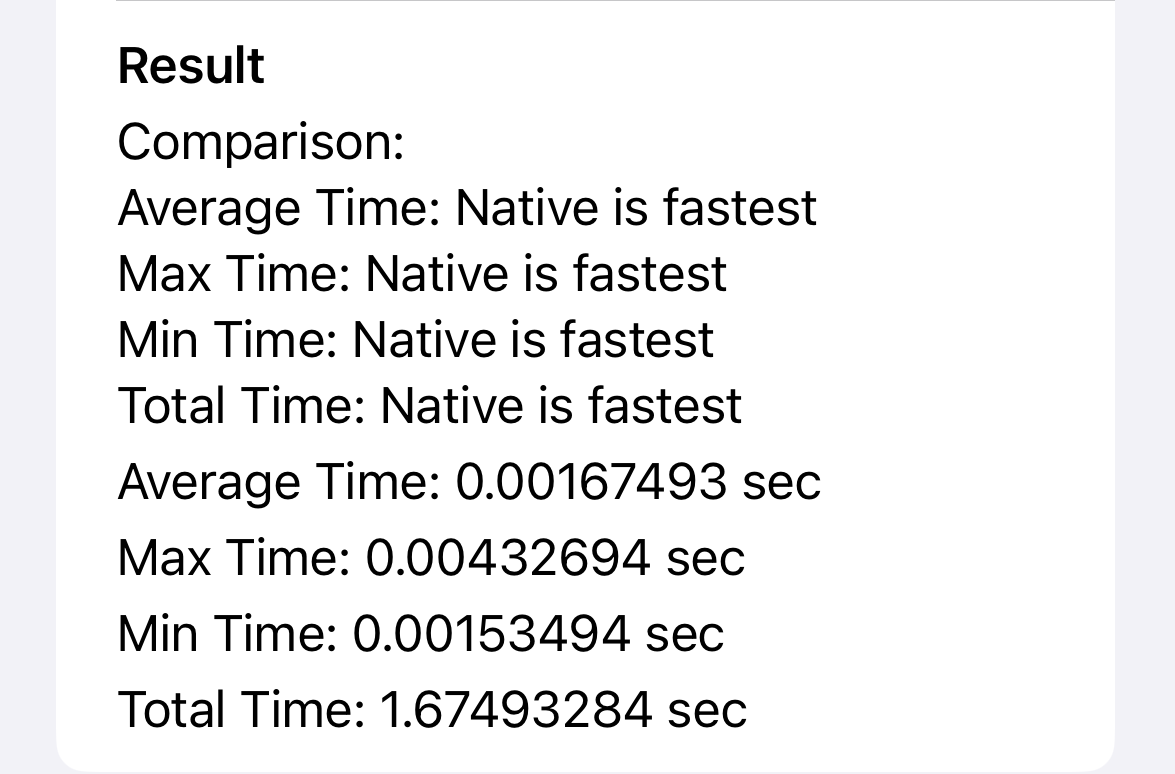 Result
Comparison:
Average Time: Native is fastest
Max Time: Native is fastest
Min Time: Native is fastest
Total Time: Native is fastest
Average Time: 0.00167493 sec
Max Time: 0.00432694 sec
Min Time: 0.00153494 sec
Total Time: 1.67493284 sec